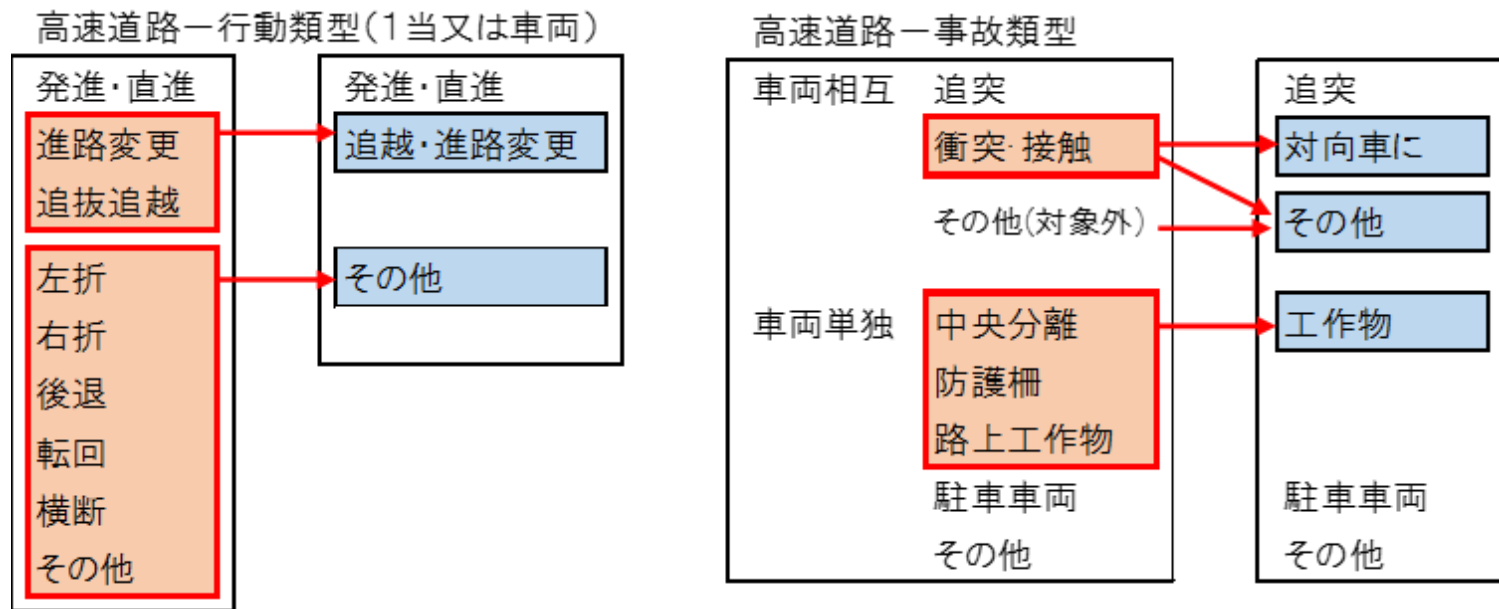 高速道路－行動類型(1当又は車両)
発進・直進
進路変更
追抜追越
左折
右折
後退
転回
横断
その他
発進・直進
追越・進路変更
その他
高速道路－事故類型
車両相互 追突
衝突・接触
その他(対象外)
車両単独 中央分離
防護柵
路上工作物
駐車車両
その他
追突
対向車に
その他
工作物
駐車車両
その他